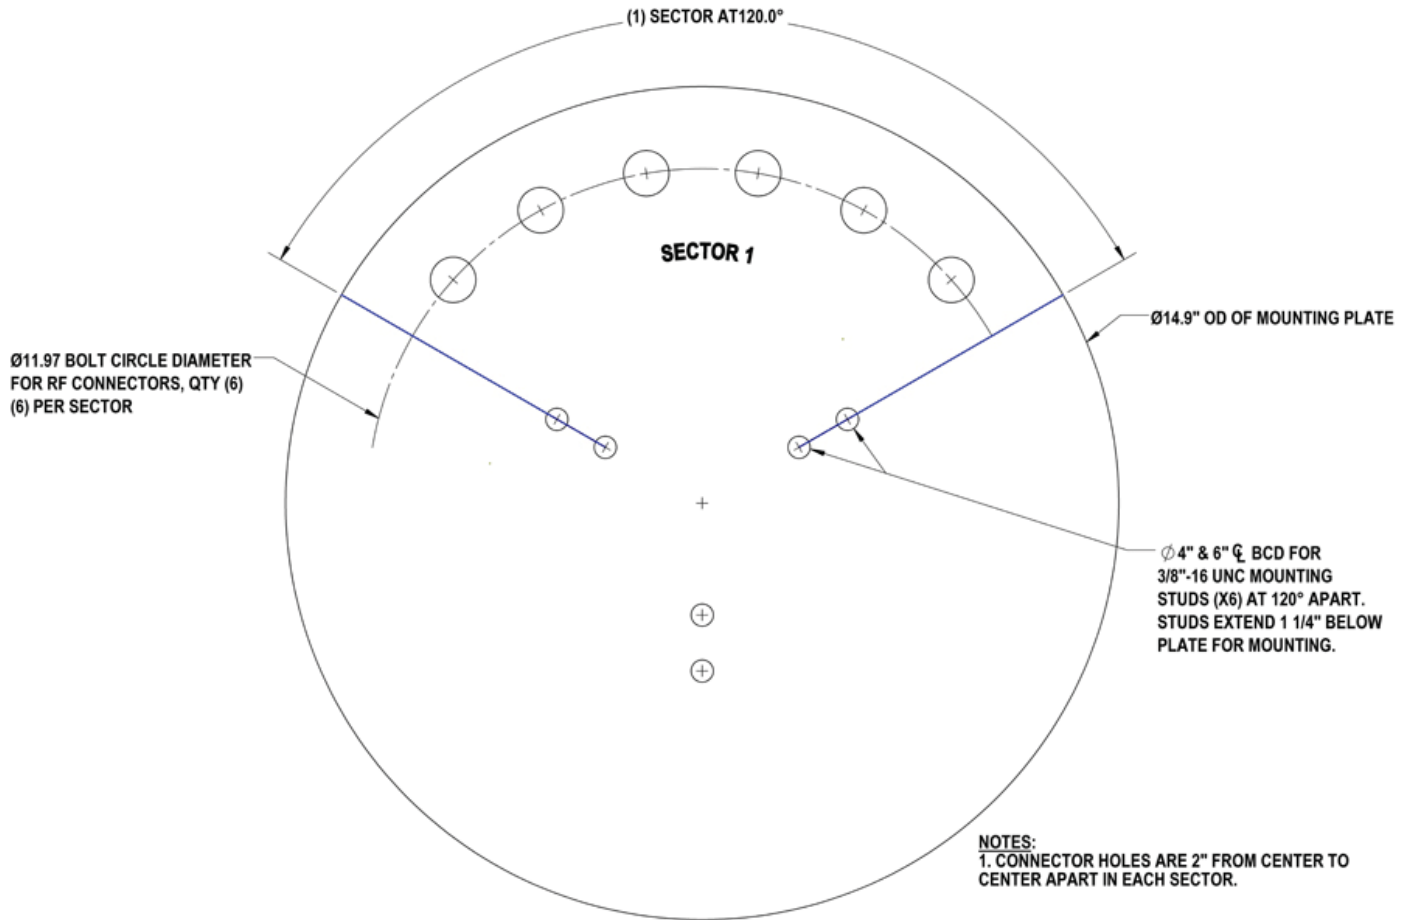 (1) SECTOR AT120.0°
SECTOR 1
Ø14.9" OD OF MOUNTING PLATE
Ø11.97 BOLT CIRCLE DIAMETER
FOR RF CONNECTORS, QTY (6)
(6) PER SECTOR
∅4" & 6" ℄ BCD FOR
3/8"-16 UNC MOUNTING
STUDS (X6) AT 120° APART.
STUDS EXTEND 1 1/4" BELOW
PLATE FOR MOUNTING.
NOTES:
1. CONNECTOR HOLES ARE 2" FROM CENTER TO
CENTER APART IN EACH SECTOR.